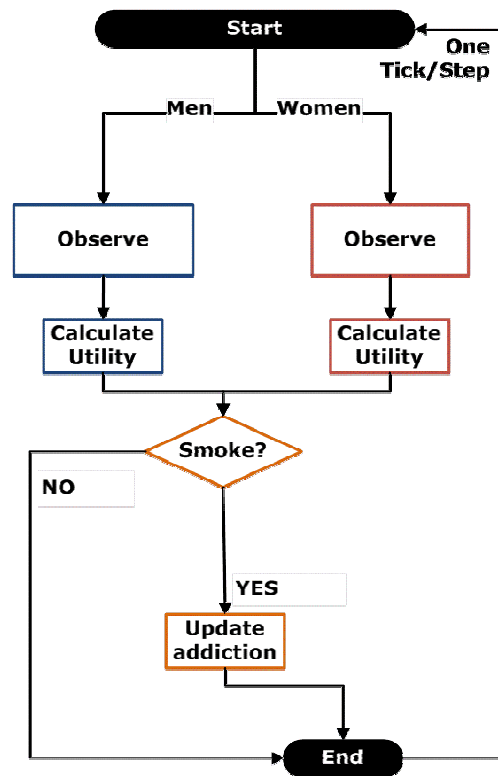 Start
One
Tick/Step
Men
Women
Observe
Observe
Calculate
Utility
Calculate
Utility
Smoke?
NO
YES
Update
addiction
End